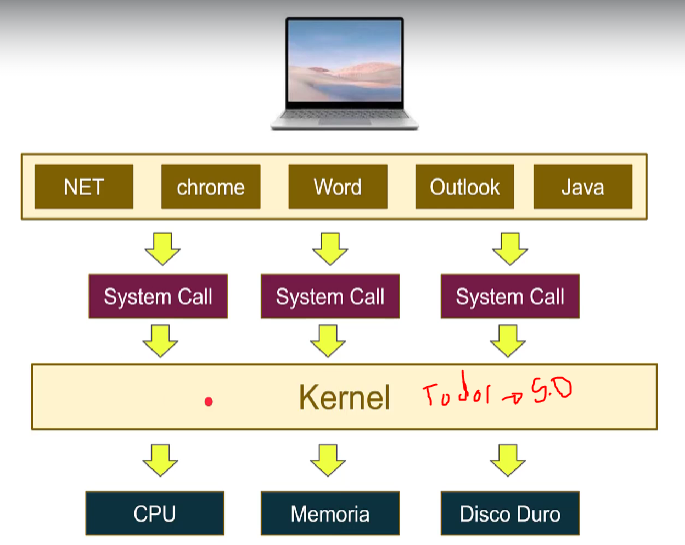 NET chrome Word Outlook Java
System Call System Call System Call
Kernel Todos → S.O
CPU Memoria Disco Duro